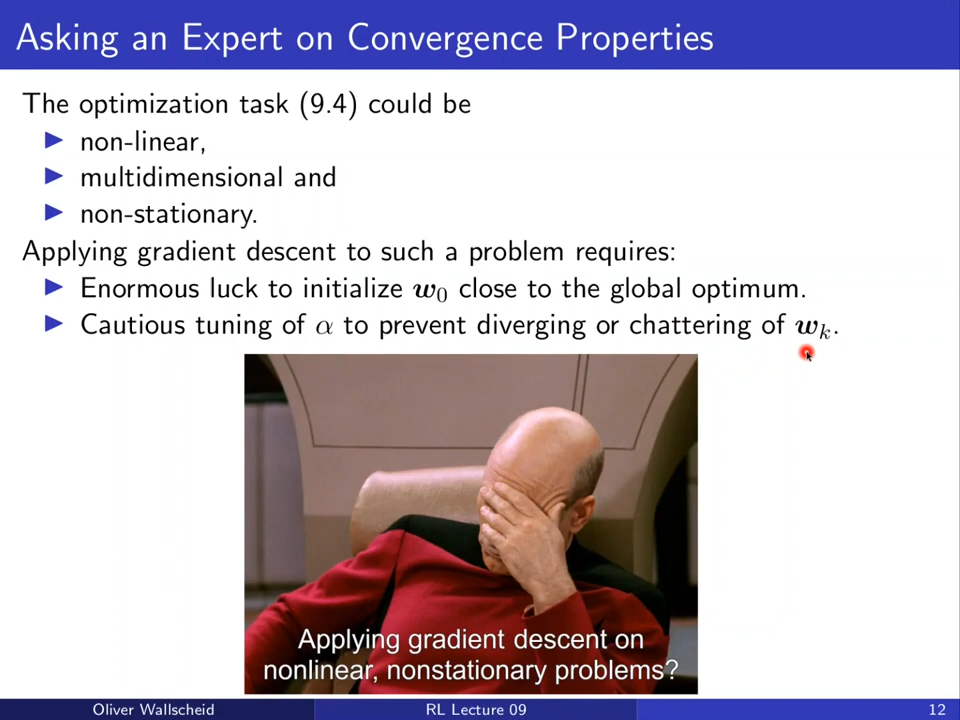 Asking an Expert on Convergence Properties
The optimization task (9.4) could be
▶ non-linear,
▶ multidimensional and
▶ non-stationary.
Applying gradient descent to such a problem requires:
▶ Enormous luck to initialize w₀ close to the global optimum.
▶ Cautious tuning of α to prevent diverging or chattering of wₖ.
Applying gradient descent on
nonlinear, nonstationary problems?
Oliver Wallscheid RL Lecture 09 12